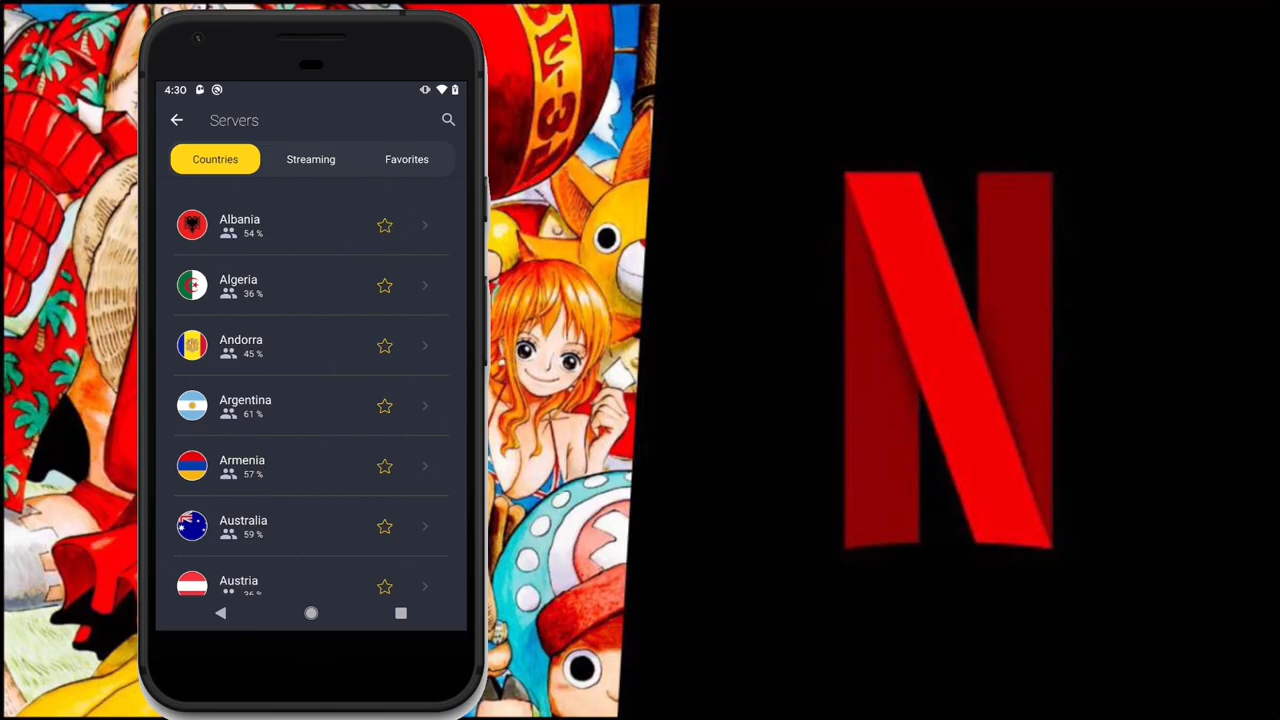 4:30
Servers
Countries
Streaming
Favorites
Albania
54 %
Algeria
36 %
Andorra
45 %
Argentina
61 %
Armenia
57 %
Australia
59 %
Austria
36 %
N